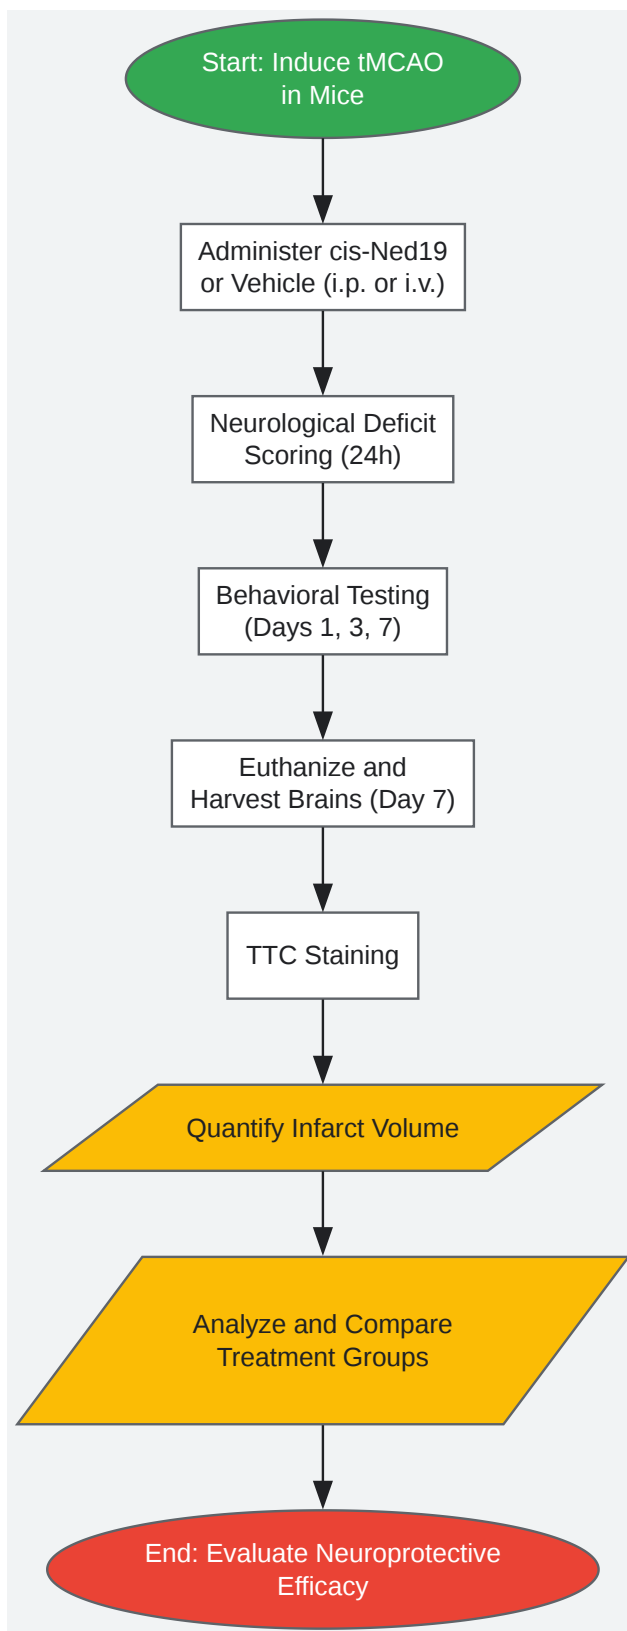 Start: Induce tMCAO
in Mice
Administer cis-Ned19
or Vehicle (i.p. or i.v.)
Neurological Deficit
Scoring (24h)
Behavioral Testing
(Days 1, 3, 7)
Euthanize and
Harvest Brains (Day 7)
TTC Staining
Quantify Infarct Volume
Analyze and Compare
Treatment Groups
End: Evaluate Neuroprotective
Efficacy